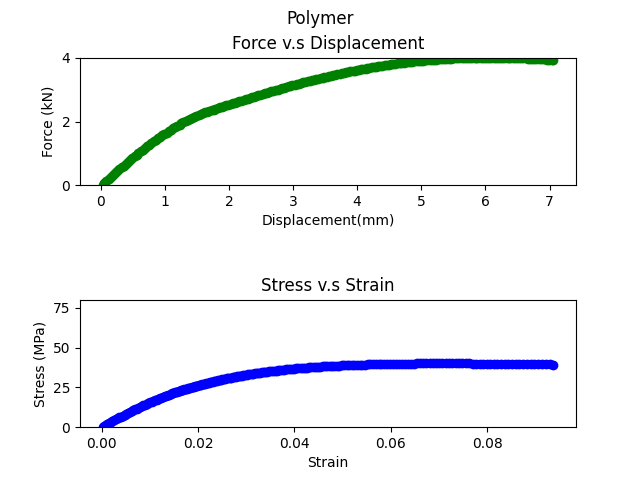 Polymer
Force v.s Displacement
4
2
0
Force (kN)
0 1 2 3 4 5 6 7
Displacement(mm)
Stress v.s Strain
75
50
25
0
Stress (MPa)
0.00 0.02 0.04 0.06 0.08
Strain